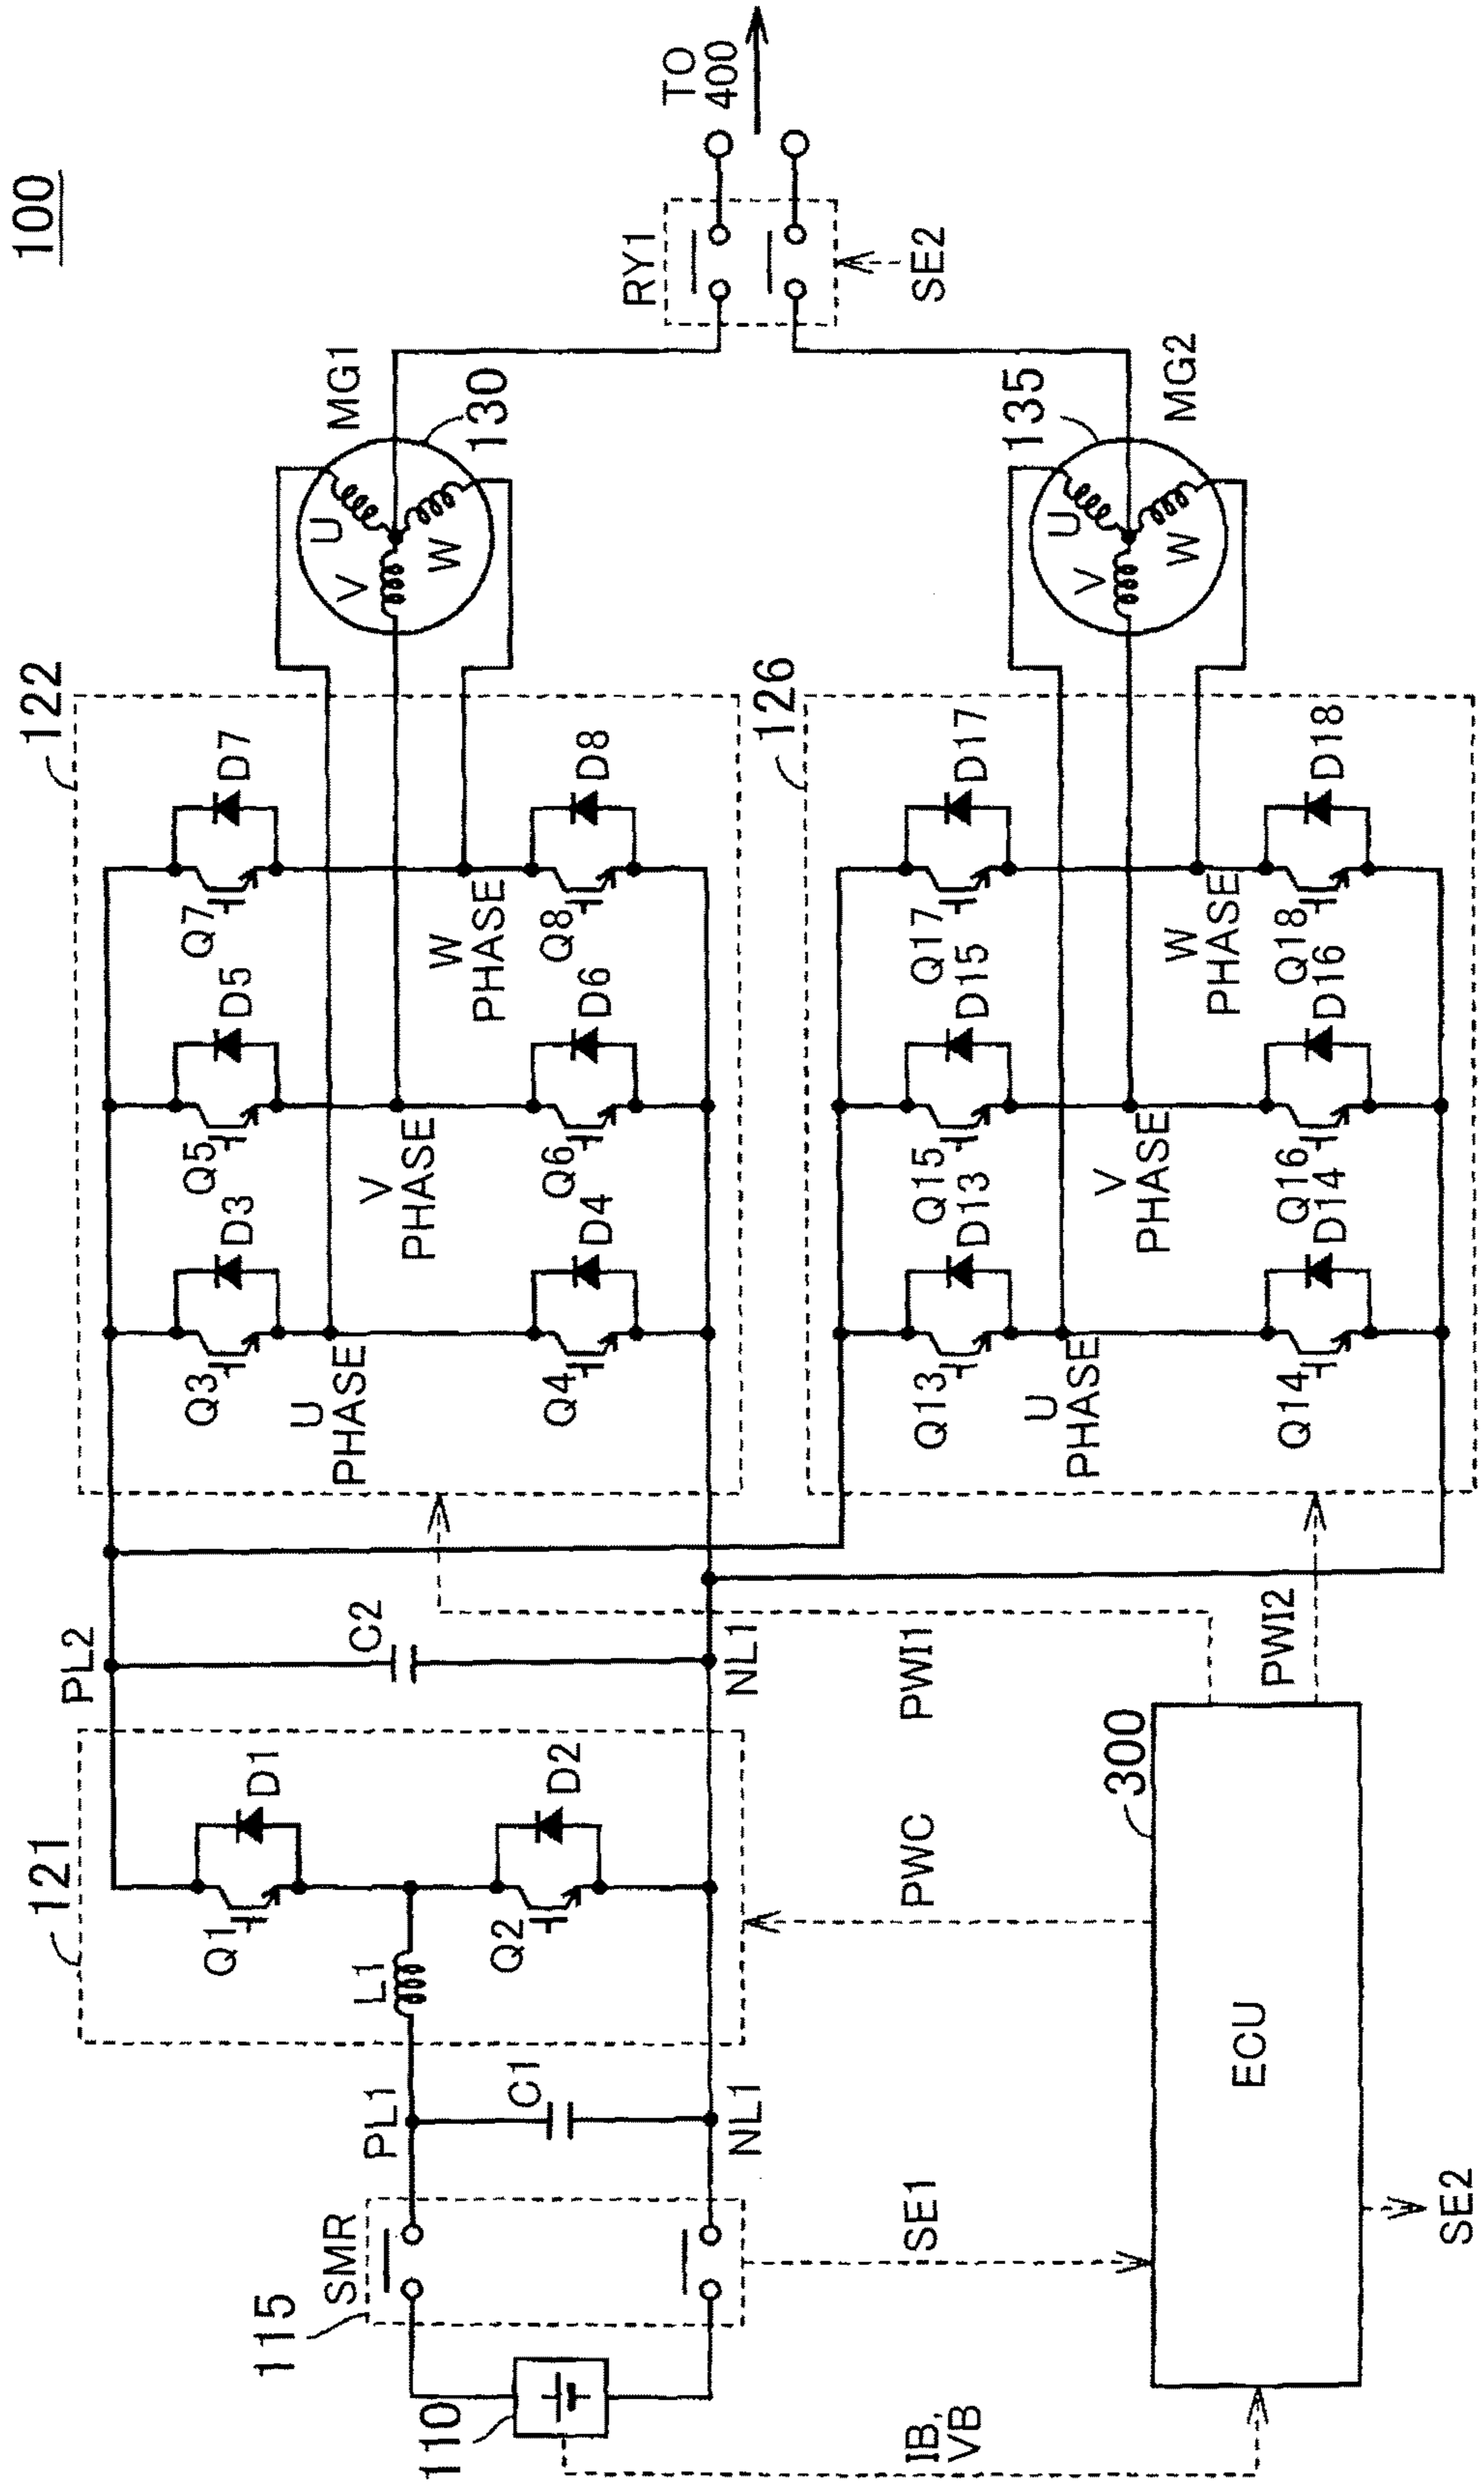 100
122
121
115
SMR
110
PL1
C1
NL1
L1
Q1
D1
Q2
D2
PL2
C2
NL1
Q3
D3
Q5
D5
Q7
D7
U
PHASE
V
PHASE
W
PHASE
Q4
D4
Q6
D6
Q8
D8
MG1
130
U
V
W
RY1
TO
400
SE2
126
Q13
D13
Q15
D15
Q17
D17
U
PHASE
V
PHASE
W
PHASE
Q14
D14
Q16
D16
Q18
D18
135
MG2
U
V
W
IB,
VB
SE1
PWC
PWI1
PWI2
300
ECU
SE2